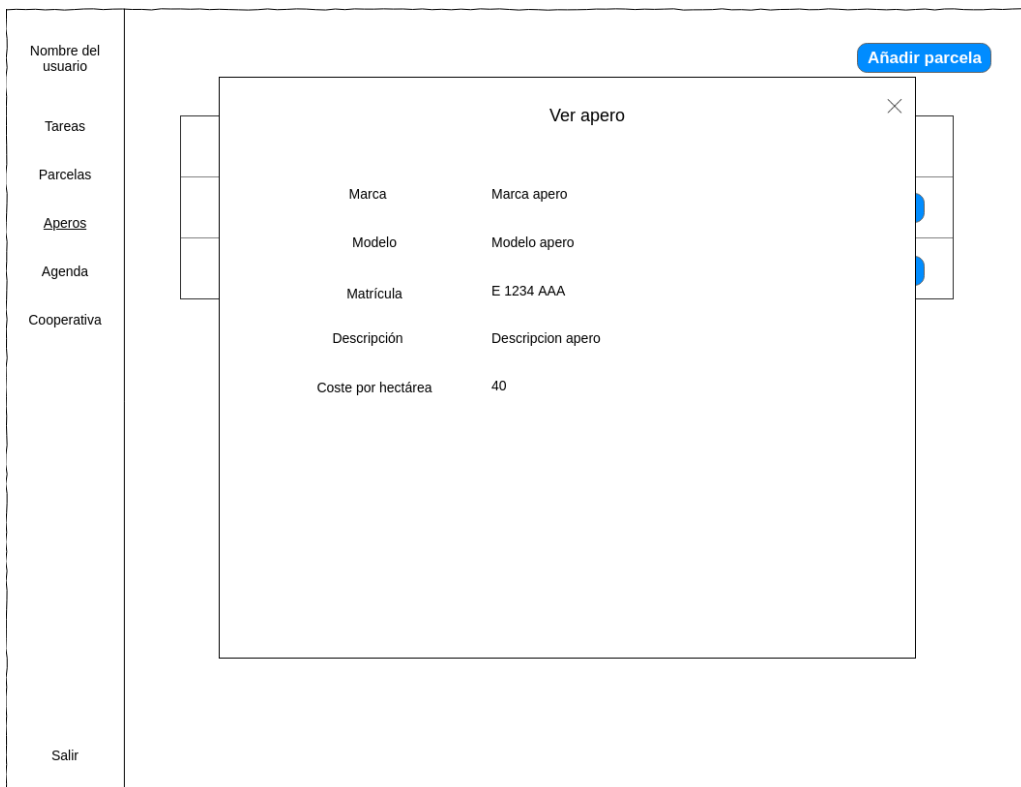 Nombre del
usuario
Tareas
Parcelas
Aperos
Agenda
Cooperativa
Salir
Añadir parcela
Ver apero
Marca Marca apero
Modelo Modelo apero
Matrícula E 1234 AAA
Descripción Descripcion apero
Coste por hectárea 40